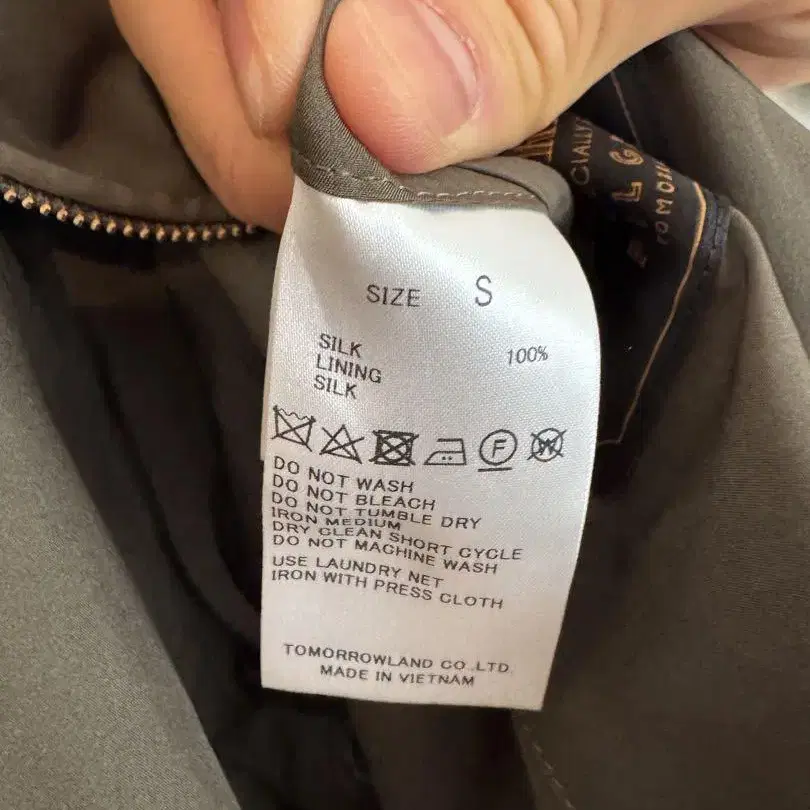 SIZE S
SILK 100%
LINING
SILK
DO NOT WASH
DO NOT BLEACH
DO NOT TUMBLE DRY
IRON MEDIUM
DRY CLEAN SHORT CYCLE
DO NOT MACHINE WASH
USE LAUNDRY NET
IRON WITH PRESS CLOTH
TOMORROWLAND CO.,LTD.
MADE IN VIETNAM